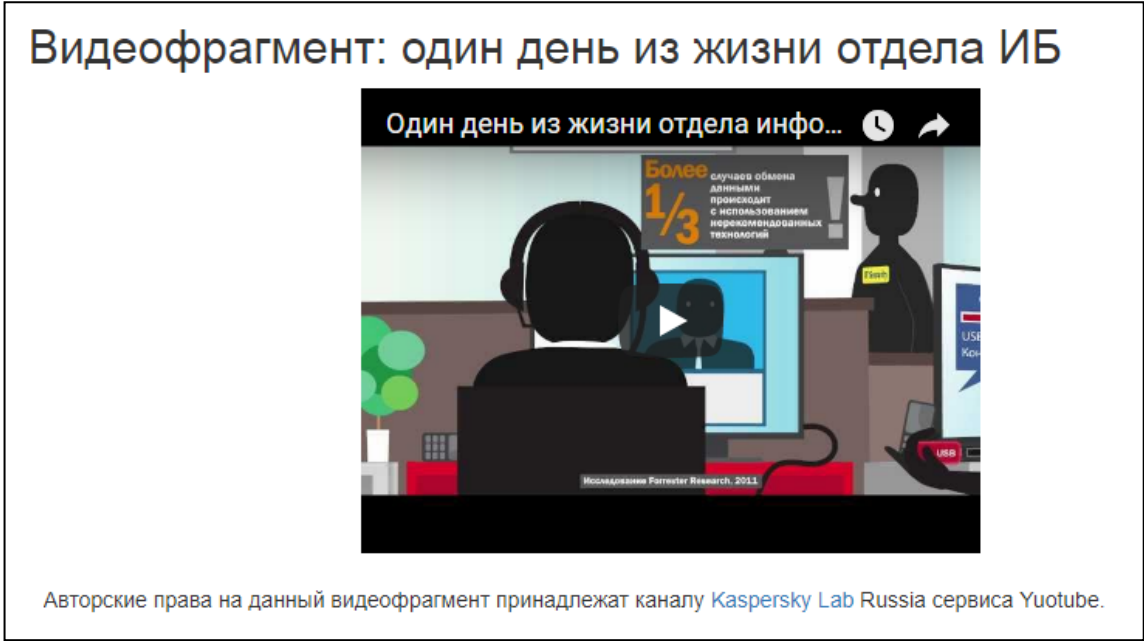 Видеофрагмент: один день из жизни отдела ИБ
Один день из жизни отдела инфо...
Более
1/3
случаев обмена
данными
происходит
с использованием
нерекомендованных
технологий
!
USB
USB
Исследование Forrester Research, 2011
Авторские права на данный видеофрагмент принадлежат каналу Kaspersky Lab Russia сервиса Yuotube.